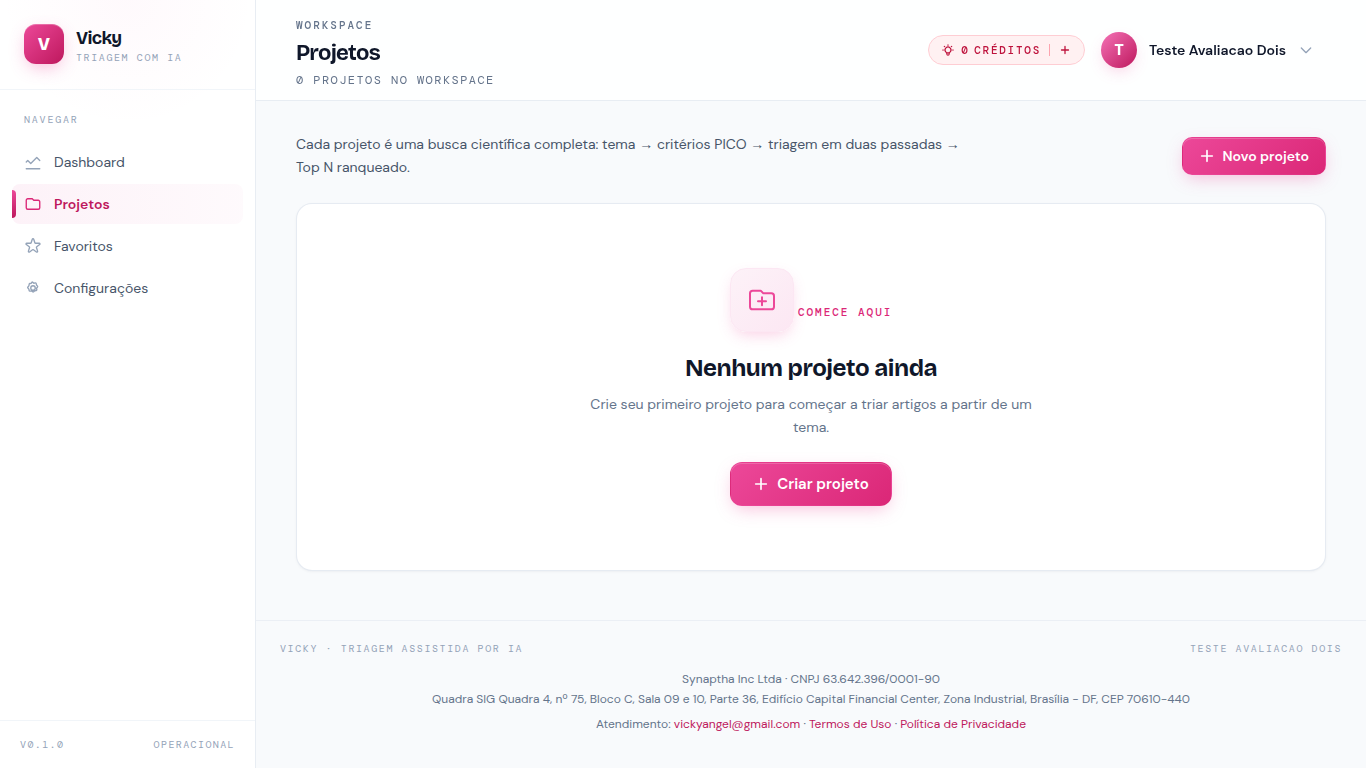 V
Vicky
TRIAGEM COM IA
NAVEGAR
Dashboard
Projetos
Favoritos
Configurações
V0.1.0
OPERACIONAL
WORKSPACE
Projetos
0 PROJETOS NO WORKSPACE
0 CRÉDITOS
T
Teste Avaliacao Dois
Cada projeto é uma busca científica completa: tema → critérios PICO → triagem em duas passadas →
Top N ranqueado.
Novo projeto
COMECE AQUI
Nenhum projeto ainda
Crie seu primeiro projeto para começar a triar artigos a partir de um
tema.
Criar projeto
VICKY · TRIAGEM ASSISTIDA POR IA
TESTE AVALIACAO DOIS
Synaptha Inc Ltda · CNPJ 63.642.396/0001-90
Quadra SIG Quadra 4, nº 75, Bloco C, Sala 09 e 10, Parte 36, Edifício Capital Financial Center, Zona Industrial, Brasília - DF, CEP 70610-440
Atendimento: vickyangel@gmail.com · Termos de Uso · Política de Privacidade